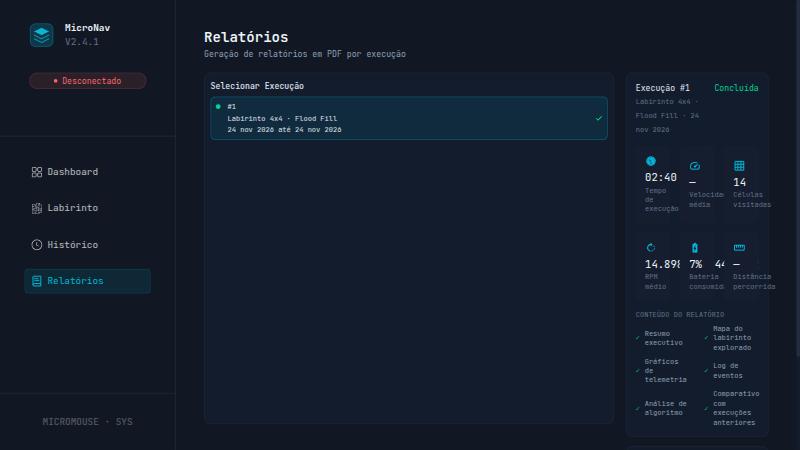 MicroNav
V2.4.1
Desconectado
Dashboard
Labirinto
Histórico
Relatórios
MICROMOUSE · SYS
Relatórios
Geração de relatórios em PDF por execução
Selecionar Execução
#1
Labirinto 4x4 · Flood Fill
24 nov 2026 até 24 nov 2026
Execução #1
Concluída
Labirinto 4x4 ·
Flood Fill · 24
nov 2026
02:40
Tempo
de
execução
—
Velocidade
média
14
Células
visitadas
14.898
RPM
médio
7%
44
Bateria
consumida
—
Distância
percorrida
CONTEÚDO DO RELATÓRIO
Resumo
executivo
Mapa do
labirinto
explorado
Gráficos
de
telemetria
Log de
eventos
Análise de
algoritmo
Comparativo
com
execuções
anteriores